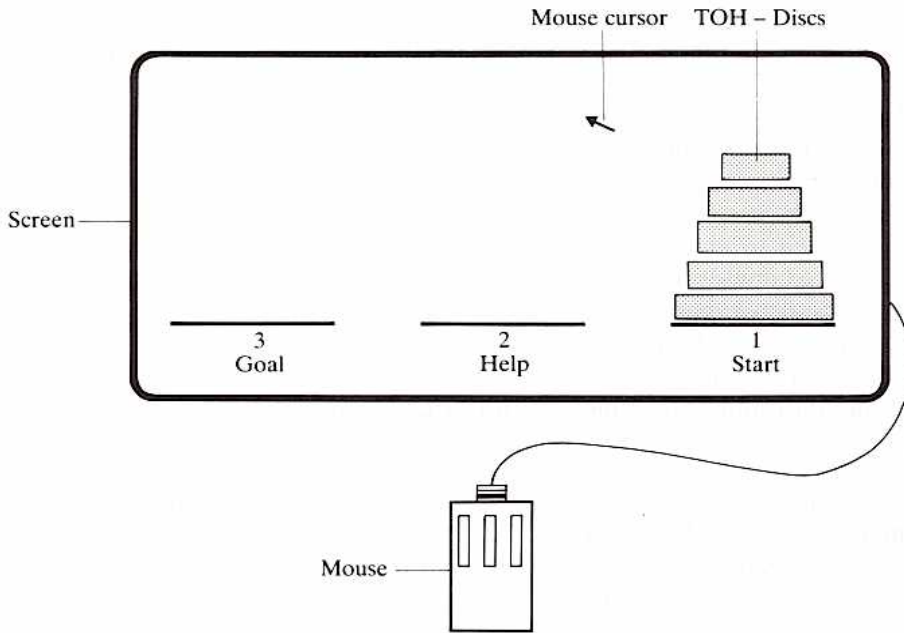 Mouse cursor
TOH – Discs
Screen
3
Goal
2
Help
1
Start
Mouse